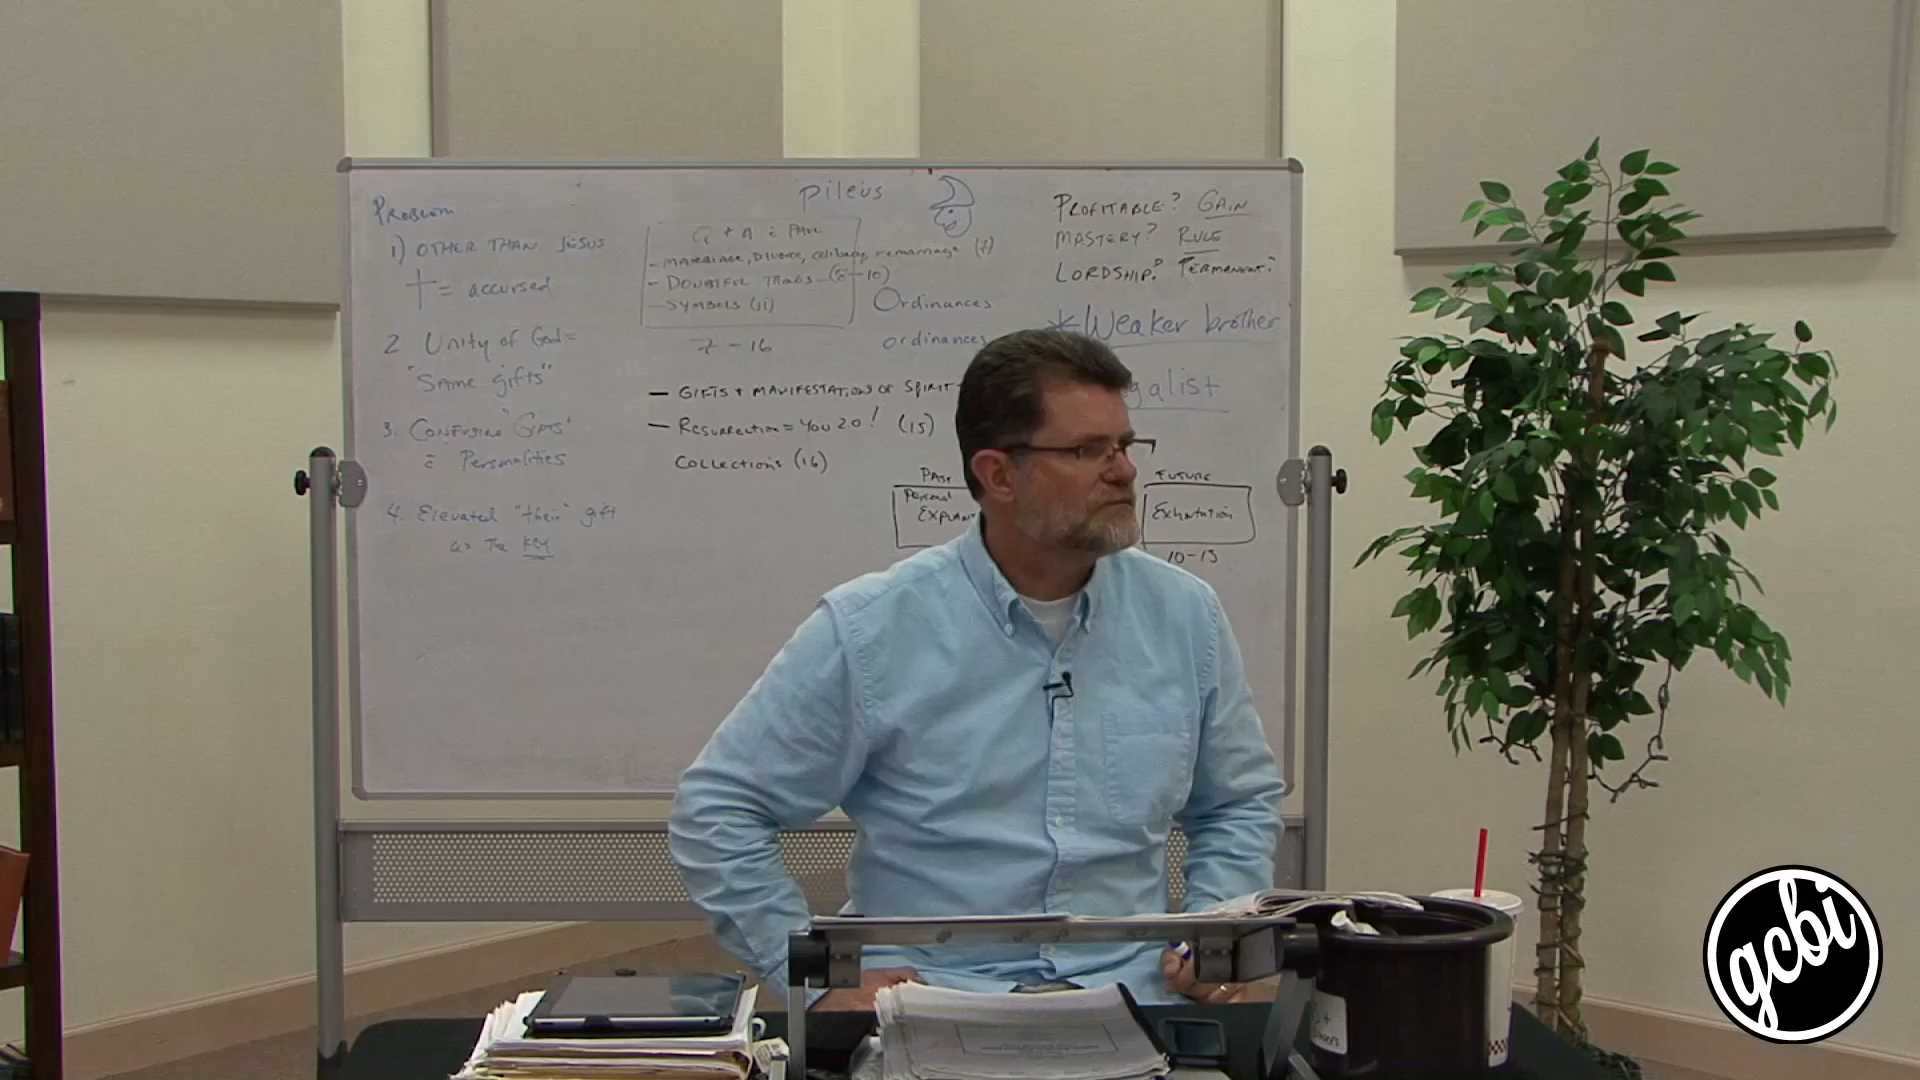 Problem
1) OTHER THAN JESUS
† = accursed
2 Unity of God =
"Same gifts"
3. CONFUSING "GIFTS"
c̄ Personalities
4. Elevated "their" gift
as THE KEY
pileus
Q + A c̄ PAUL
- MARRIAGE, DIVORCE, celibacy, remarriage (7)
- DOUBTFUL THINGS - (8-10)
- SYMBOLS (11)
7 - 16
Ordinances
ordinances
- GIFTS + MANIFESTATIONS OF SPIRIT
- RESURRECTION = YOU 2.0! (15)
COLLECTIONS (16)
PROFITABLE? GAIN
MASTERY? RULE
LORDSHIP? PERMANENT?
* Weaker brother
galist
PAST
Personal
EXPLAN
FUTURE
Exhortation
10-13
gcbi